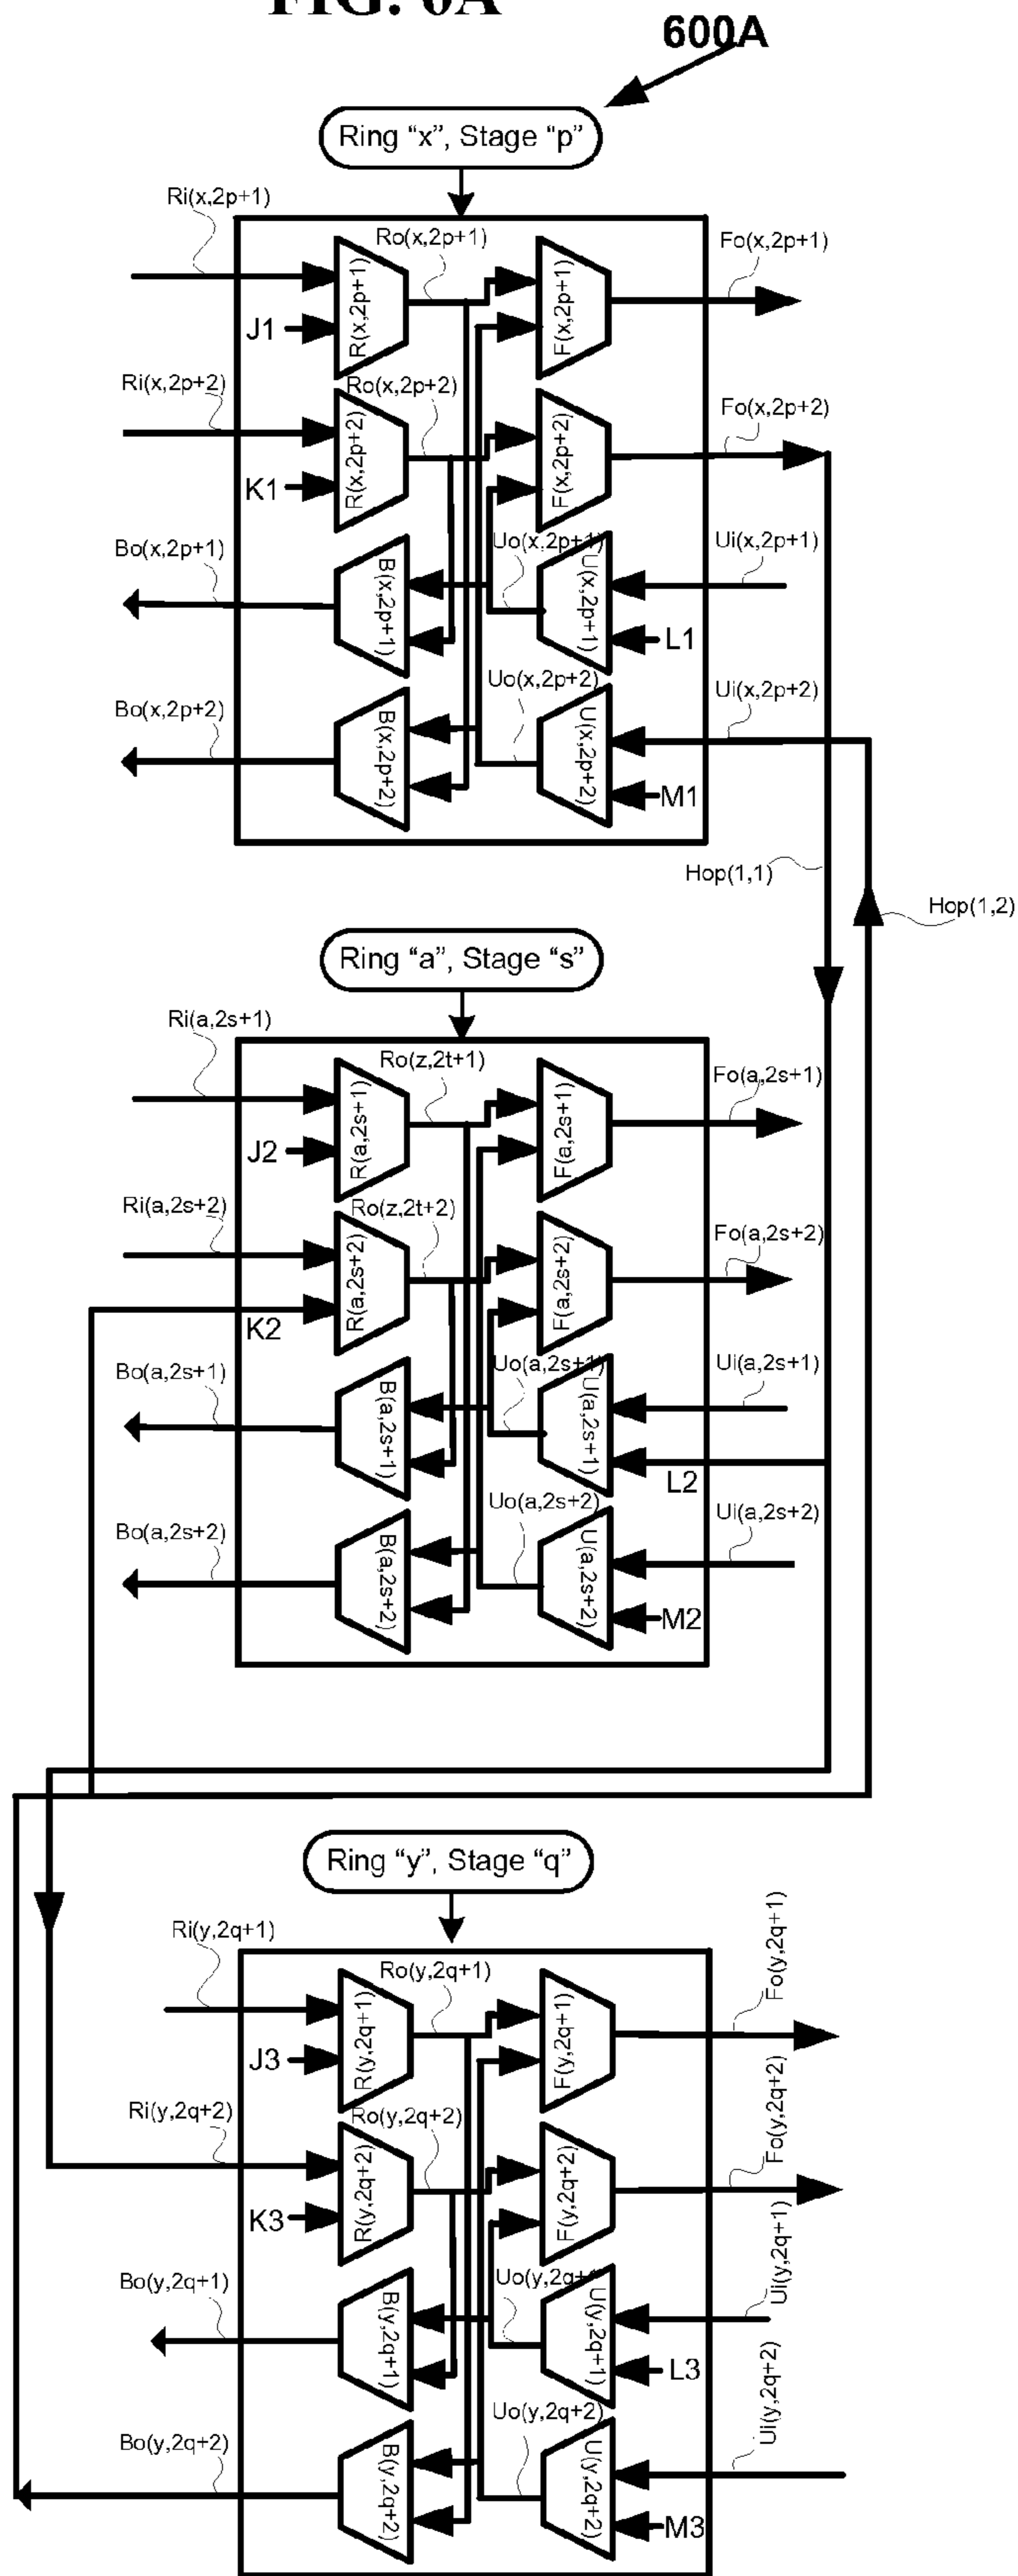 FIG. 6A
600A
Ring “x”, Stage “p”
Ri(x,2p+1)
Ro(x,2p+1)
Fo(x,2p+1)
R(x,2p+1)
F(x,2p+1)
J1
Ri(x,2p+2)
Ro(x,2p+2)
Fo(x,2p+2)
R(x,2p+2)
F(x,2p+2)
K1
Bo(x,2p+1)
Uo(x,2p+1)
Ui(x,2p+1)
B(x,2p+1)
U(x,2p+1)
L1
Bo(x,2p+2)
Uo(x,2p+2)
Ui(x,2p+2)
B(x,2p+2)
U(x,2p+2)
M1
Hop(1,1)
Hop(1,2)
Ring “a”, Stage “s”
Ri(a,2s+1)
Ro(z,2t+1)
Fo(a,2s+1)
R(a,2s+1)
F(a,2s+1)
J2
Ri(a,2s+2)
Ro(z,2t+2)
Fo(a,2s+2)
R(a,2s+2)
F(a,2s+2)
K2
Bo(a,2s+1)
Uo(a,2s+1)
Ui(a,2s+1)
B(a,2s+1)
U(a,2s+1)
L2
Bo(a,2s+2)
Uo(a,2s+2)
Ui(a,2s+2)
B(a,2s+2)
U(a,2s+2)
M2
Ring “y”, Stage “q”
Ri(y,2q+1)
Ro(y,2q+1)
Fo(y,2q+1)
R(y,2q+1)
F(y,2q+1)
J3
Ri(y,2q+2)
Ro(y,2q+2)
Fo(y,2q+2)
R(y,2q+2)
F(y,2q+2)
K3
Bo(y,2q+1)
Ui(y,2q+1)
B(y,2q+1)
U(y,2q+1)
L3
Bo(y,2q+2)
Uo(y,2q+2)
Ui(y,2q+2)
B(y,2q+2)
U(y,2q+2)
M3